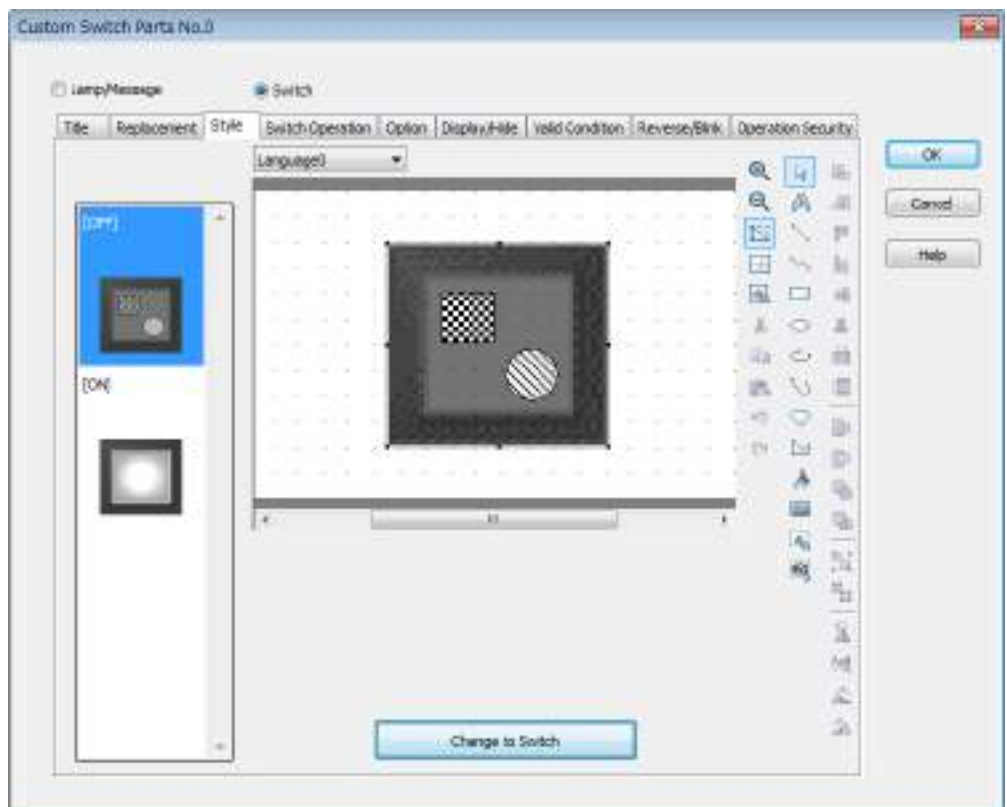 Custom Switch Parts No.0
Lamp/Message
Switch
Title
Replacement
Style
Switch Operation
Option
Display/Hide
Valid Condition
Reverse/Blink
Operation Security
Language0
OK
Cancel
Help
[OFF]
[ON]
Change to Switch